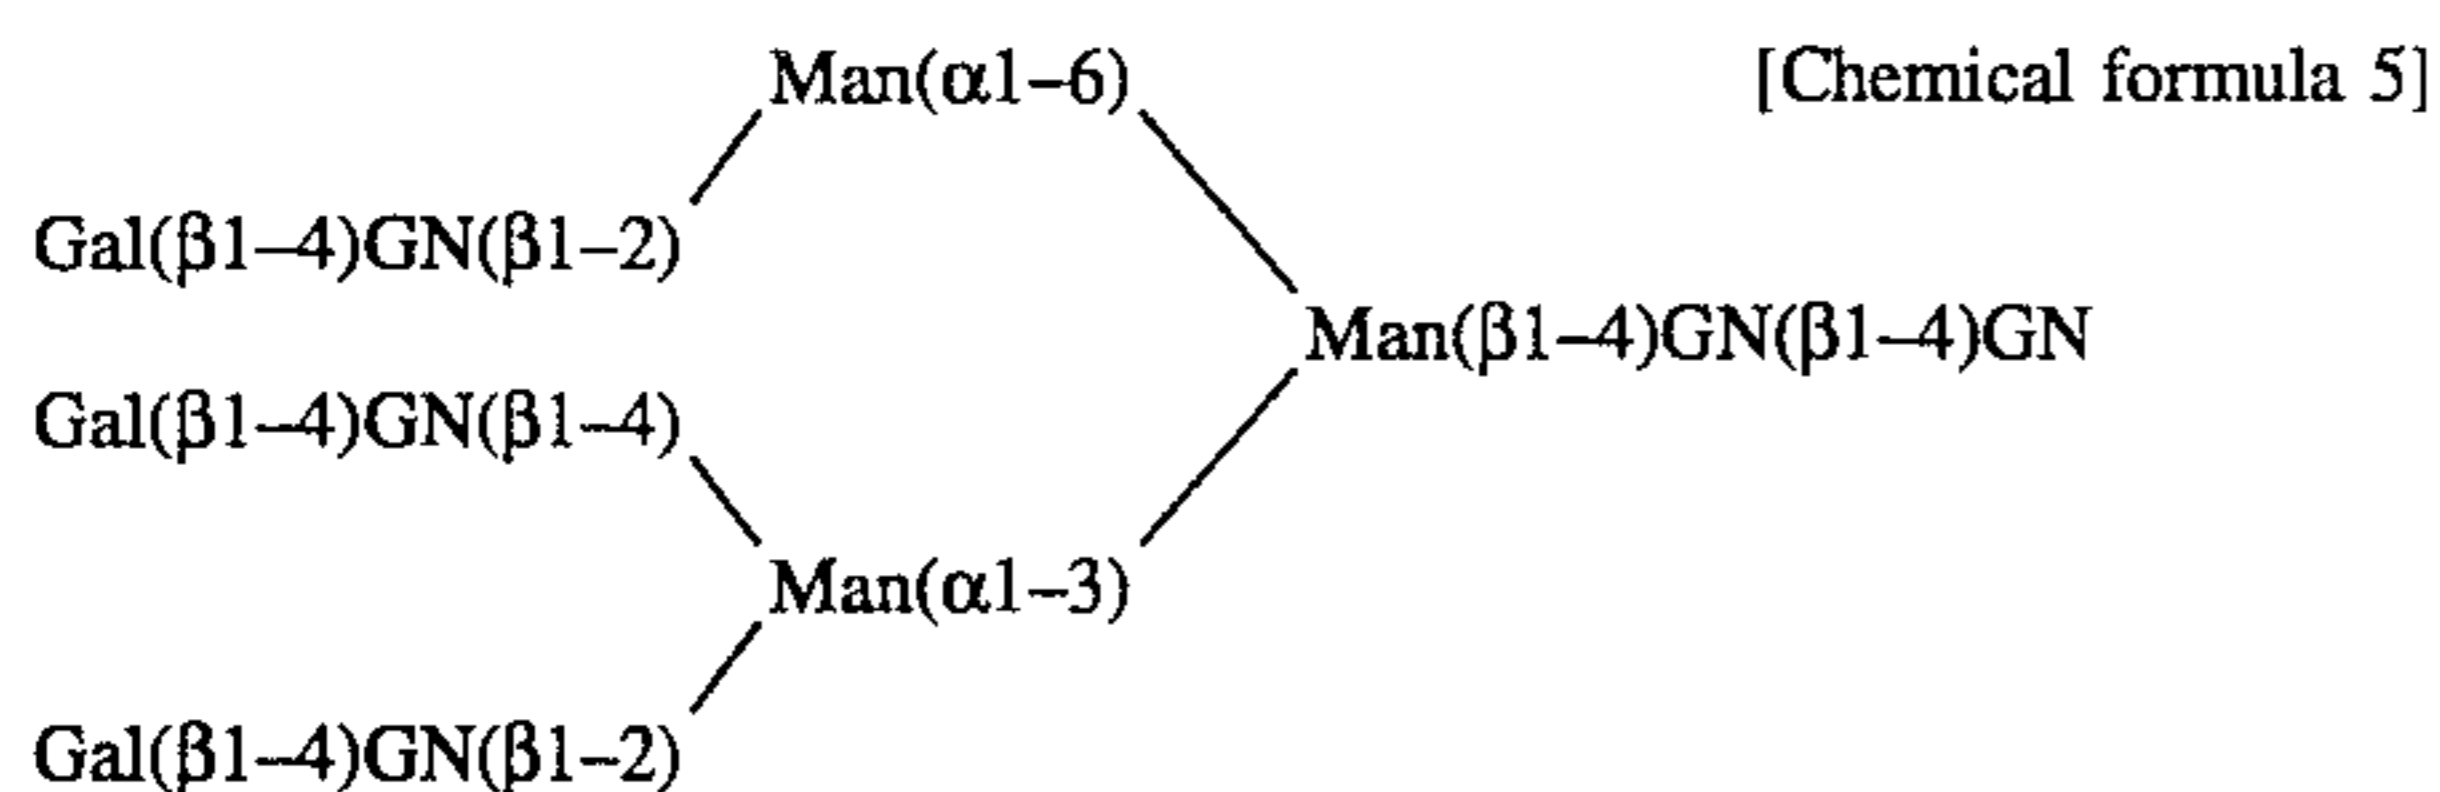 Man(α1–6) [Chemical formula 5]
Gal(β1–4)GN(β1–2)
Man(β1–4)GN(β1–4)GN
Gal(β1–4)GN(β1–4)
Man(α1–3)
Gal(β1–4)GN(β1–2)